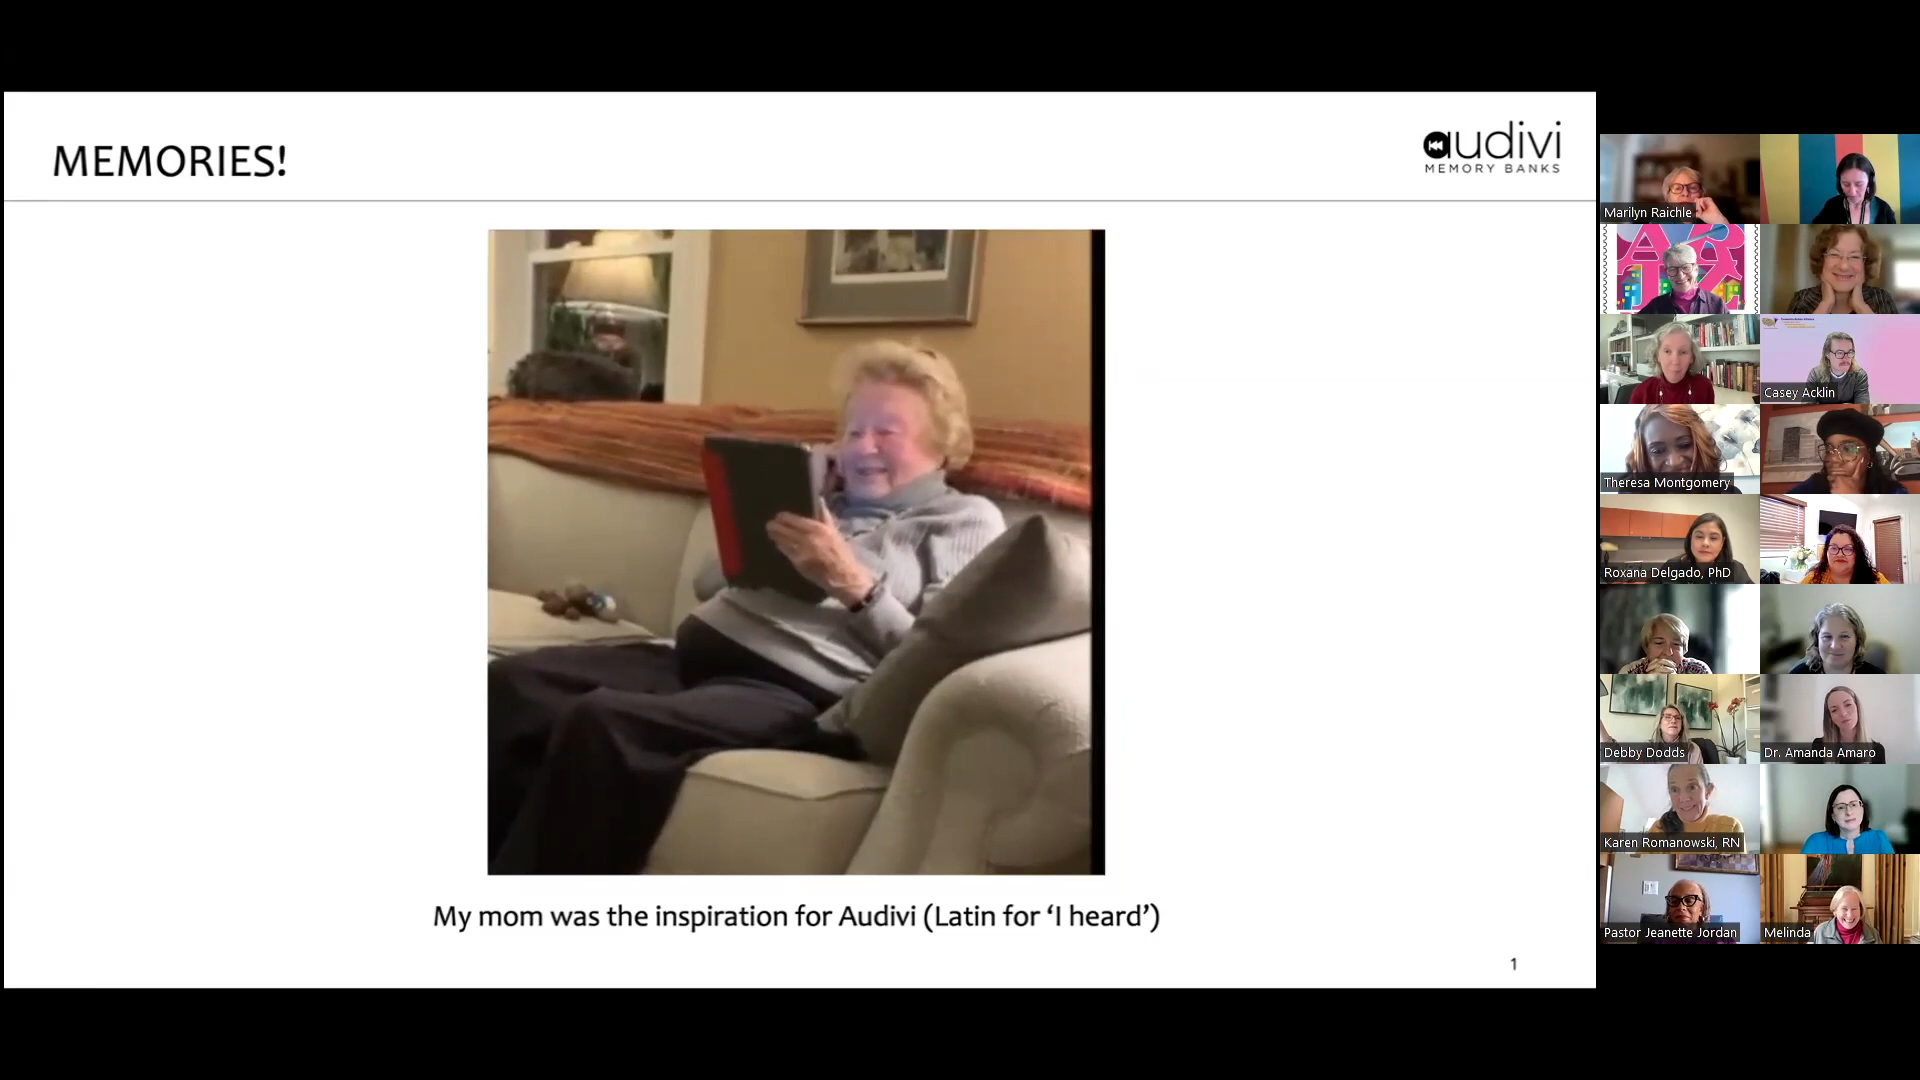 MEMORIES!
audivi
MEMORY BANKS
My mom was the inspiration for Audivi (Latin for ‘I heard’)
1
Marilyn Raichle
Casey Acklin
Theresa Montgomery
Roxana Delgado, PhD
Debby Dodds
Dr. Amanda Amaro
Karen Romanowski, RN
Pastor Jeanette Jordan
Melinda